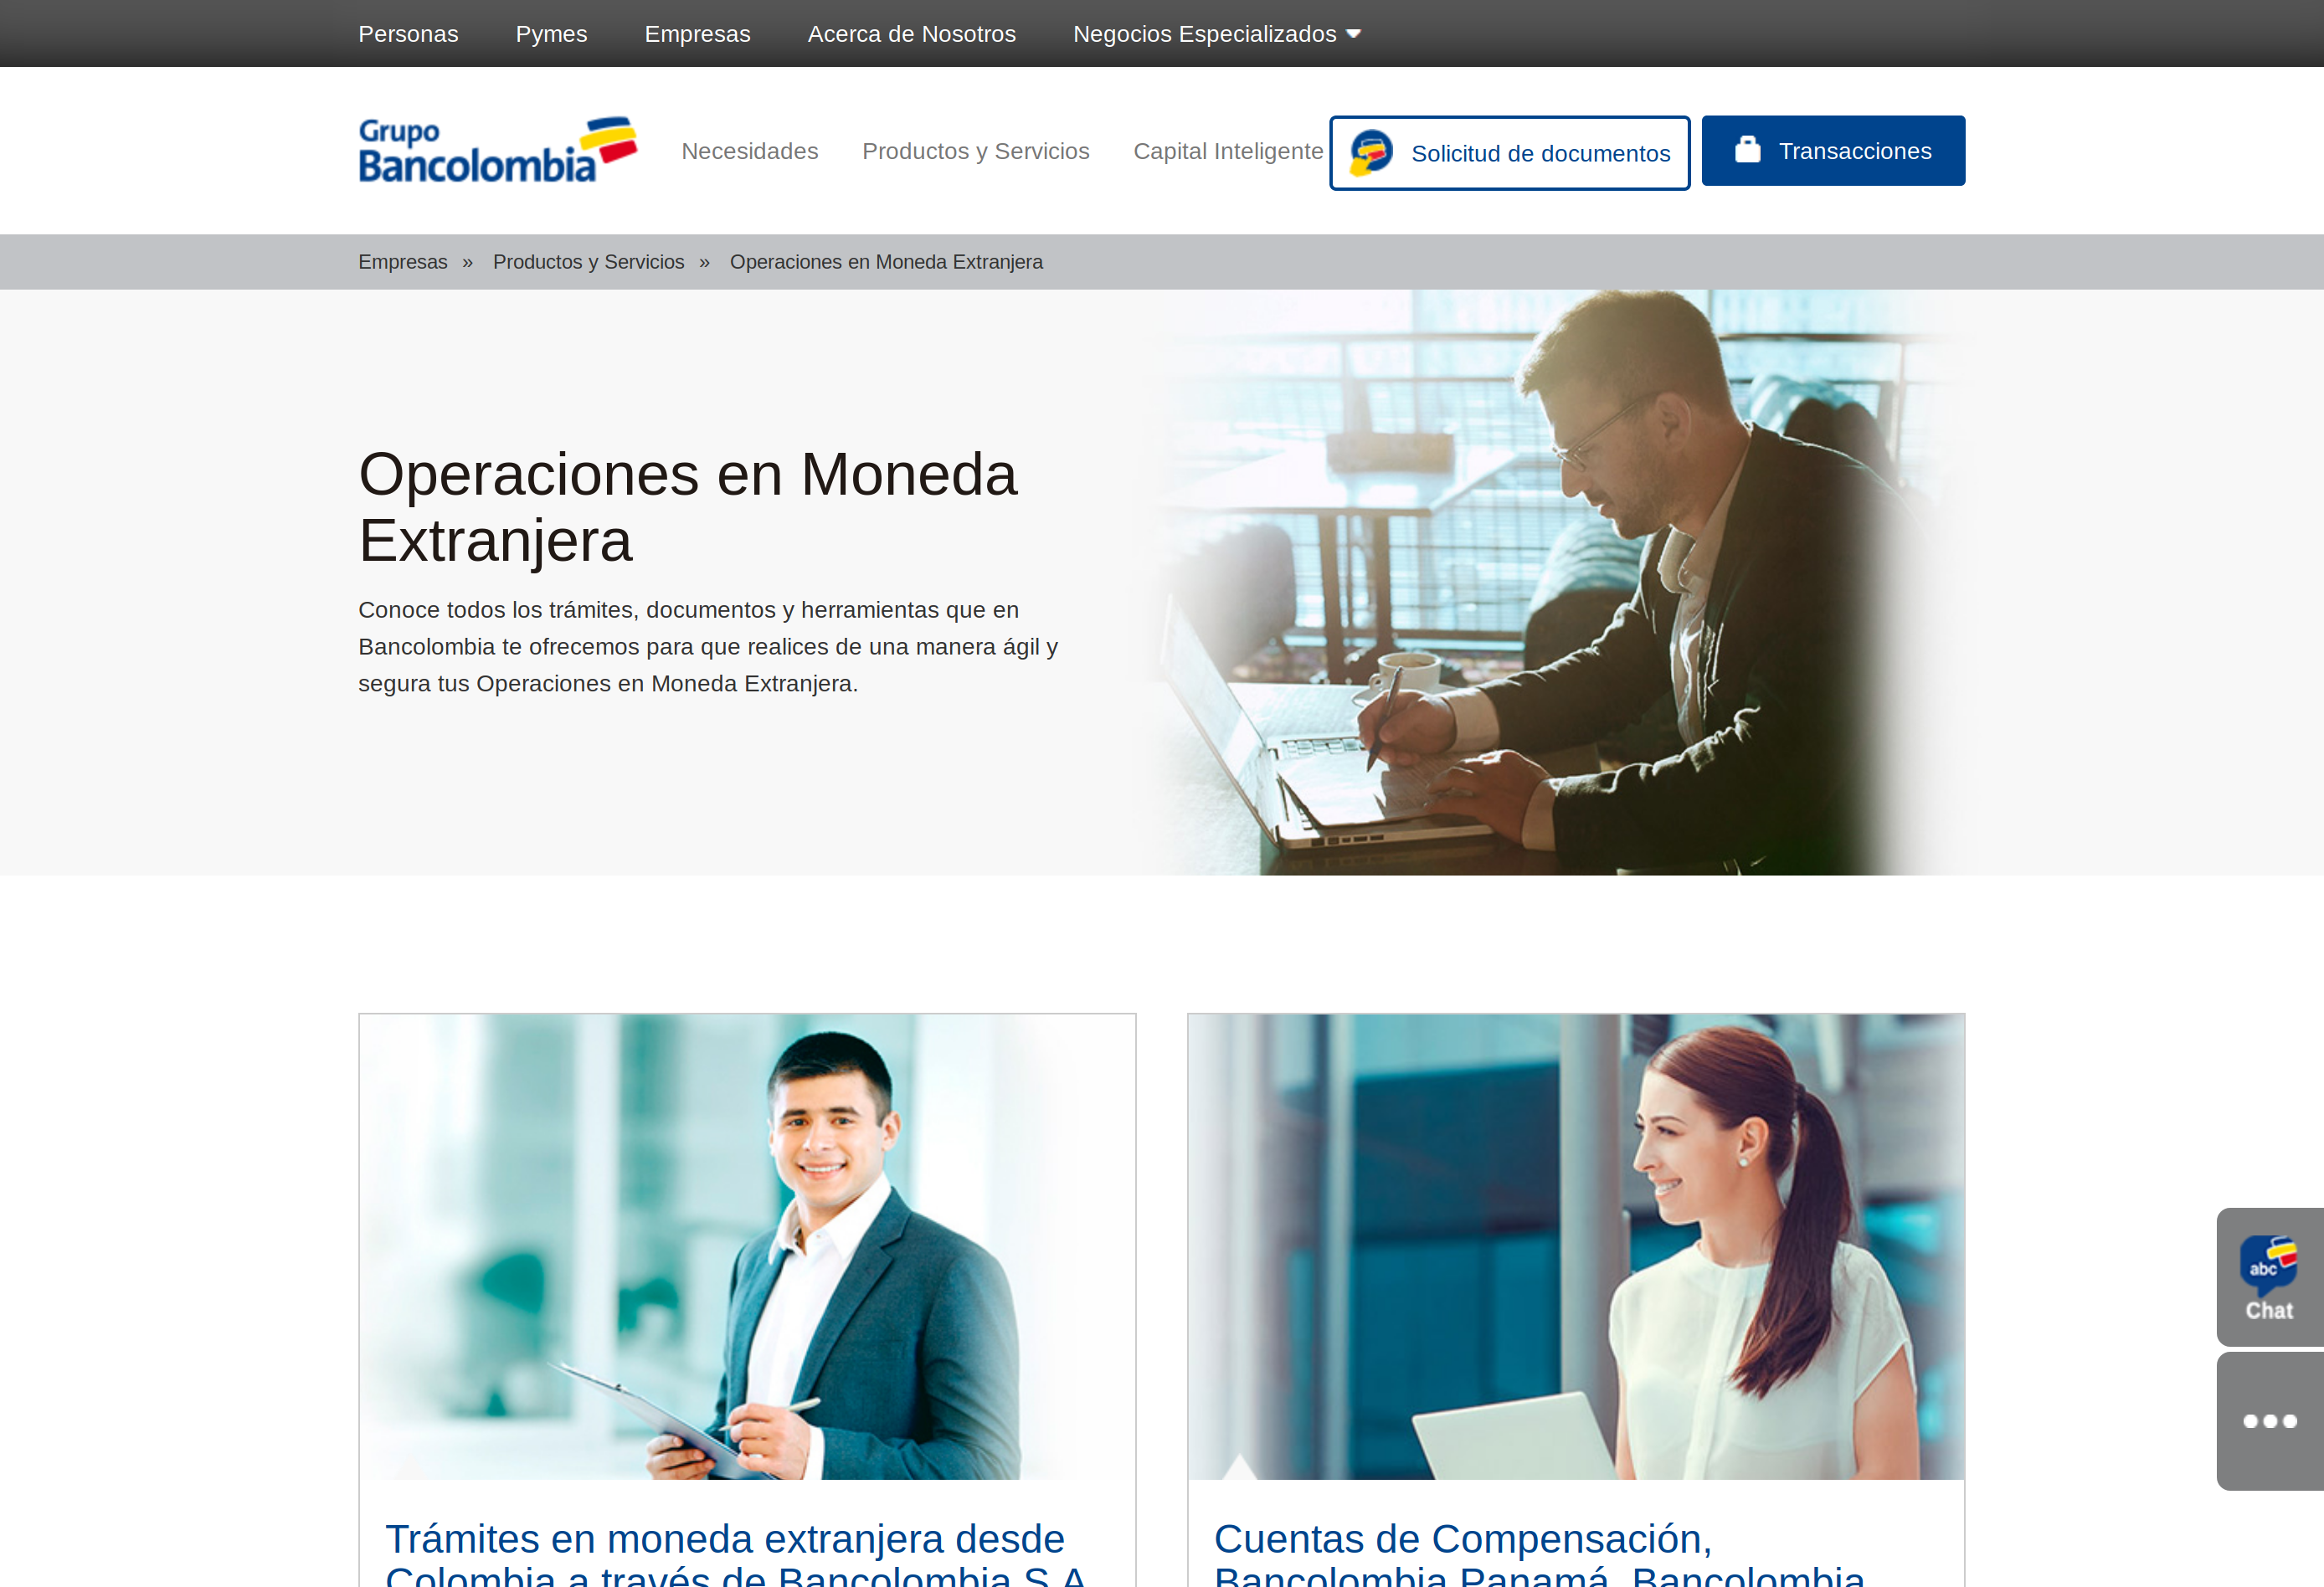 Personas Pymes Empresas Acerca de Nosotros Negocios Especializados
Grupo
Bancolombia
Necesidades Productos y Servicios Capital Inteligente Solicitud de documentos Transacciones
Empresas » Productos y Servicios » Operaciones en Moneda Extranjera
Operaciones en Moneda
Extranjera
Conoce todos los trámites, documentos y herramientas que en
Bancolombia te ofrecemos para que realices de una manera ágil y
segura tus Operaciones en Moneda Extranjera.
abc
Chat
Trámites en moneda extranjera desde
Colombia a través de Bancolombia S.A.
Cuentas de Compensación,
Bancolombia Panamá, Bancolombia